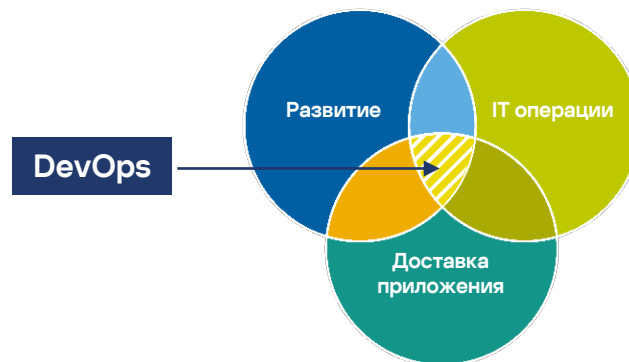 Развитие
IT операции
DevOps
Доставка
приложения